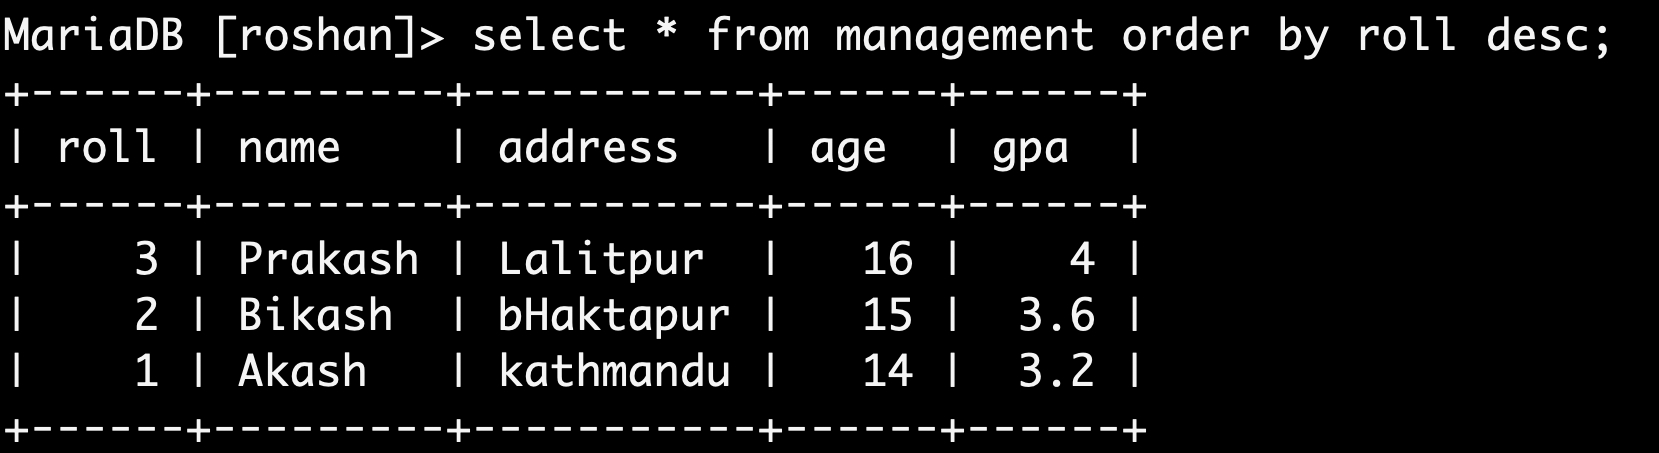 MariaDB [roshan]> select * from management order by roll desc;
+------+---------+-----------+------+------+
| roll | name    | address   | age  | gpa  |
+------+---------+-----------+------+------+
|    3 | Prakash | Lalitpur  |   16 |    4 |
|    2 | Bikash  | bHaktapur |   15 |  3.6 |
|    1 | Akash   | kathmandu |   14 |  3.2 |
+------+---------+-----------+------+------+